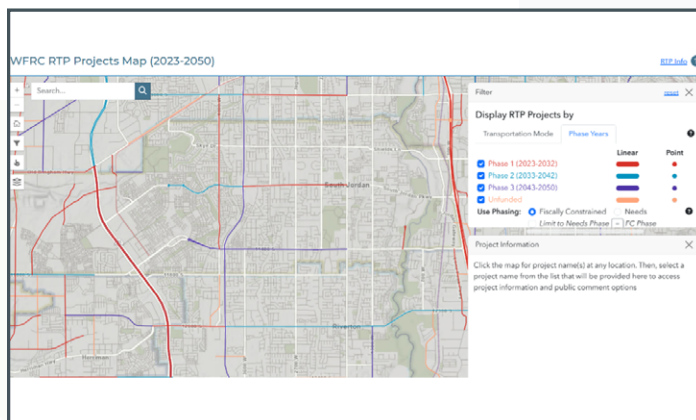 WFRC RTP Projects Map (2023-2050)
RTP Info
Search...
Filter
reset
Display RTP Projects by
Transportation Mode
Phase Years
Linear
Point
Phase 1 (2023-2032)
Phase 2 (2033-2042)
Phase 3 (2043-2050)
Unfunded
Use Phasing:
Fiscally Constrained
Needs
Limit to Needs Phase = FC Phase
Project Information
Click the map for project name(s) at any location. Then, select a
project name from the list that will be provided here to access
project information and public comment options
South Jordan
Riverton
Herriman